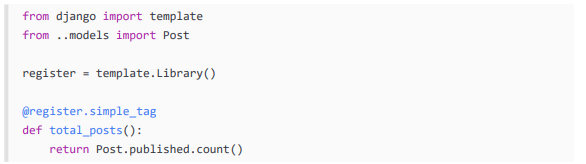 from django import template
from ..models import Post

register = template.Library()

@register.simple_tag
def total_posts():
    return Post.published.count()